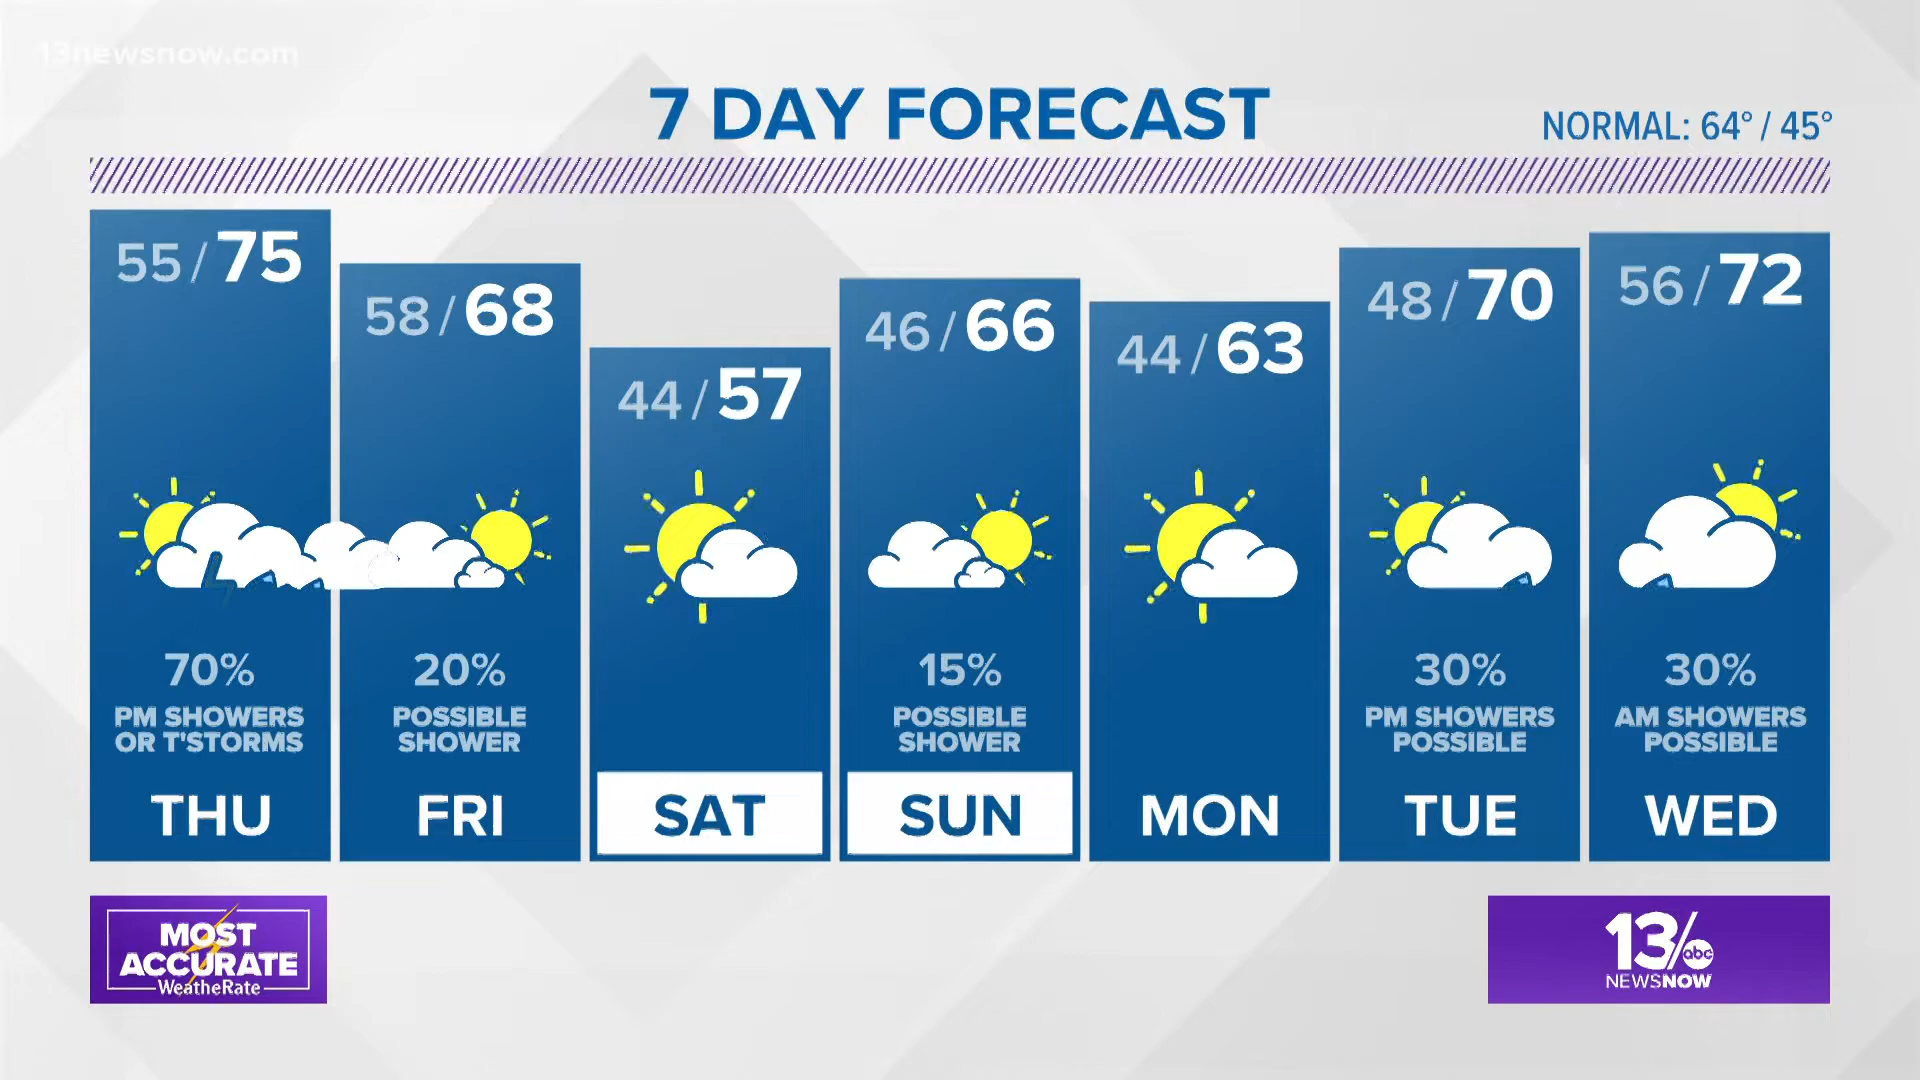 13newsnow.com
7 DAY FORECAST
NORMAL: 64° / 45°
55 / 75
58 / 68
44 / 57
46 / 66
44 / 63
48 / 70
56 / 72
70%
PM SHOWERS
OR T'STORMS
THU
20%
POSSIBLE
SHOWER
FRI
SAT
15%
POSSIBLE
SHOWER
SUN
MON
30%
PM SHOWERS
POSSIBLE
TUE
30%
AM SHOWERS
POSSIBLE
WED
MOST
ACCURATE
WeatheRate
13/ abc
NEWSNOW